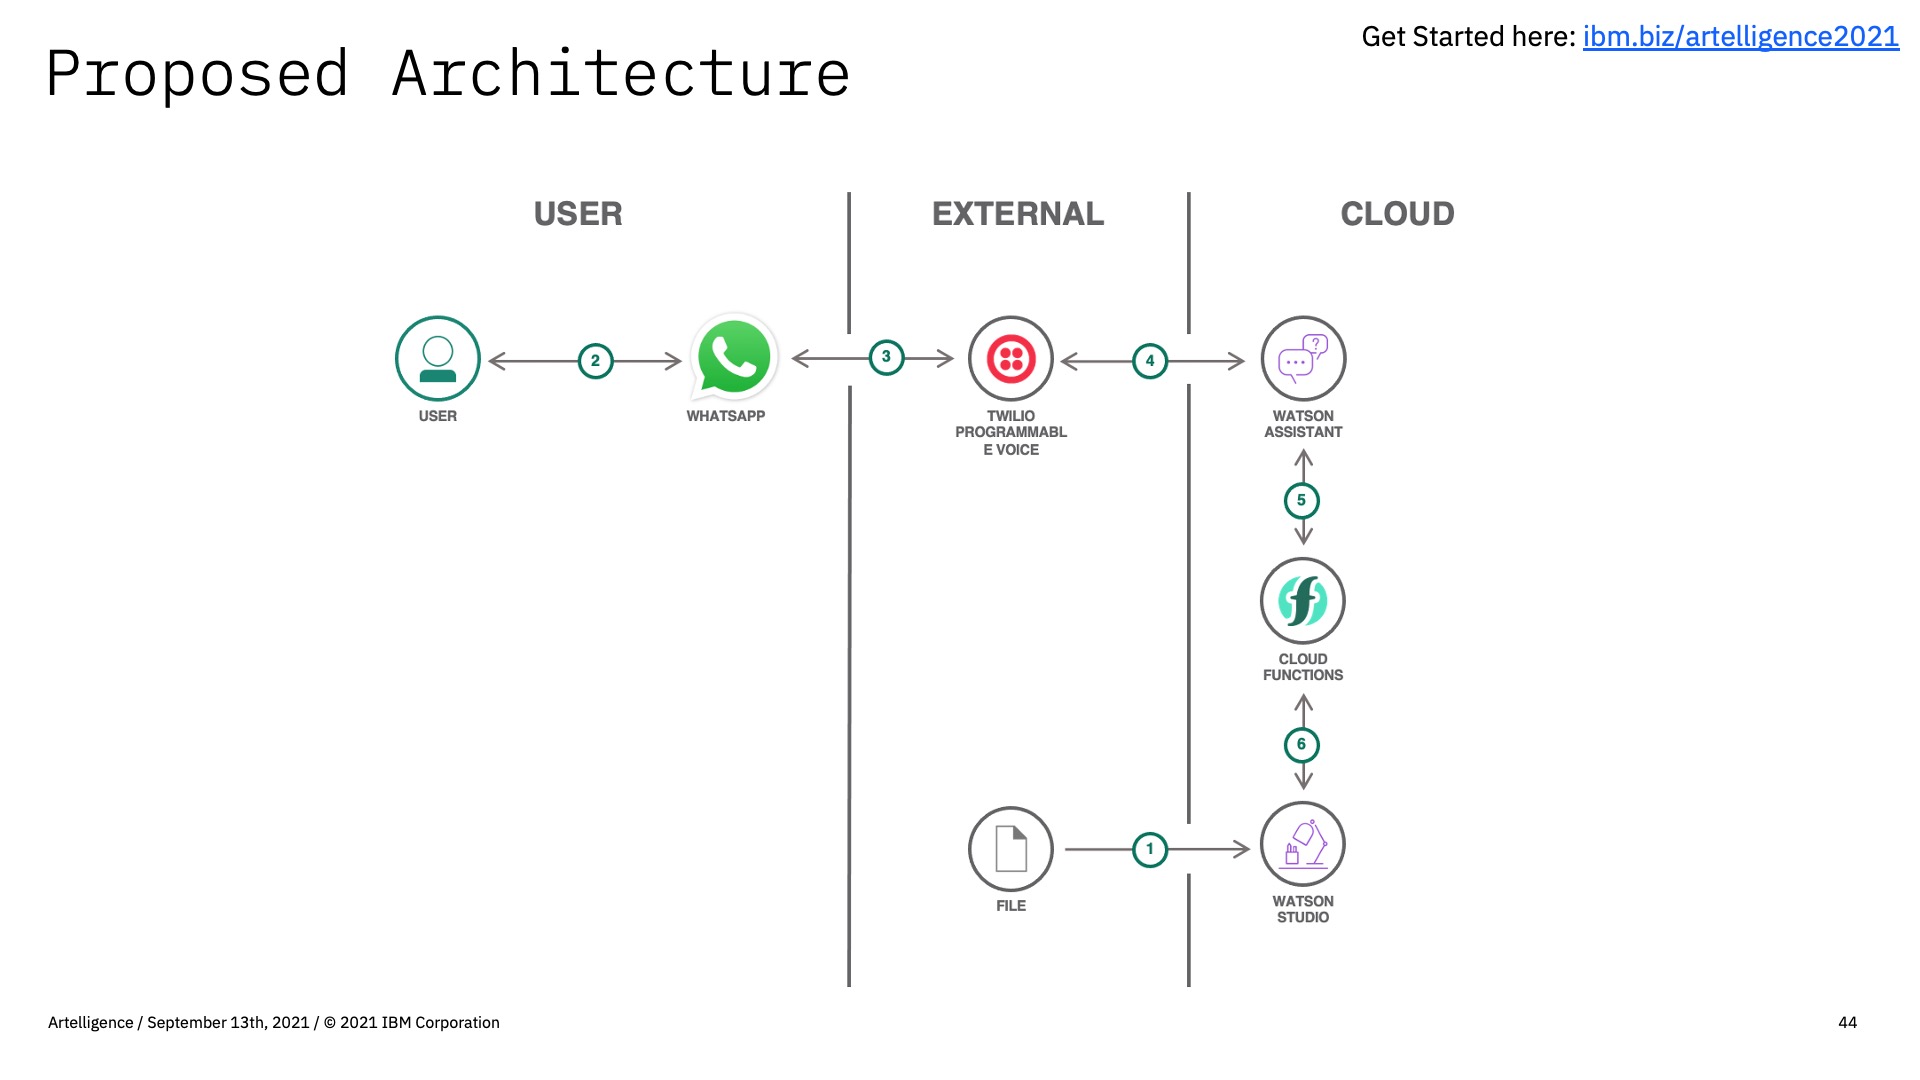 Get Started here: ibm.biz/artelligence2021
Proposed Architecture
USER
EXTERNAL
CLOUD
2
3
4
?
USER
WHATSAPP
TWILIO
PROGRAMMABL
E VOICE
WATSON
ASSISTANT
5
f
CLOUD
FUNCTIONS
6
1
FILE
WATSON
STUDIO
Artelligence / September 13th, 2021 / © 2021 IBM Corporation
44